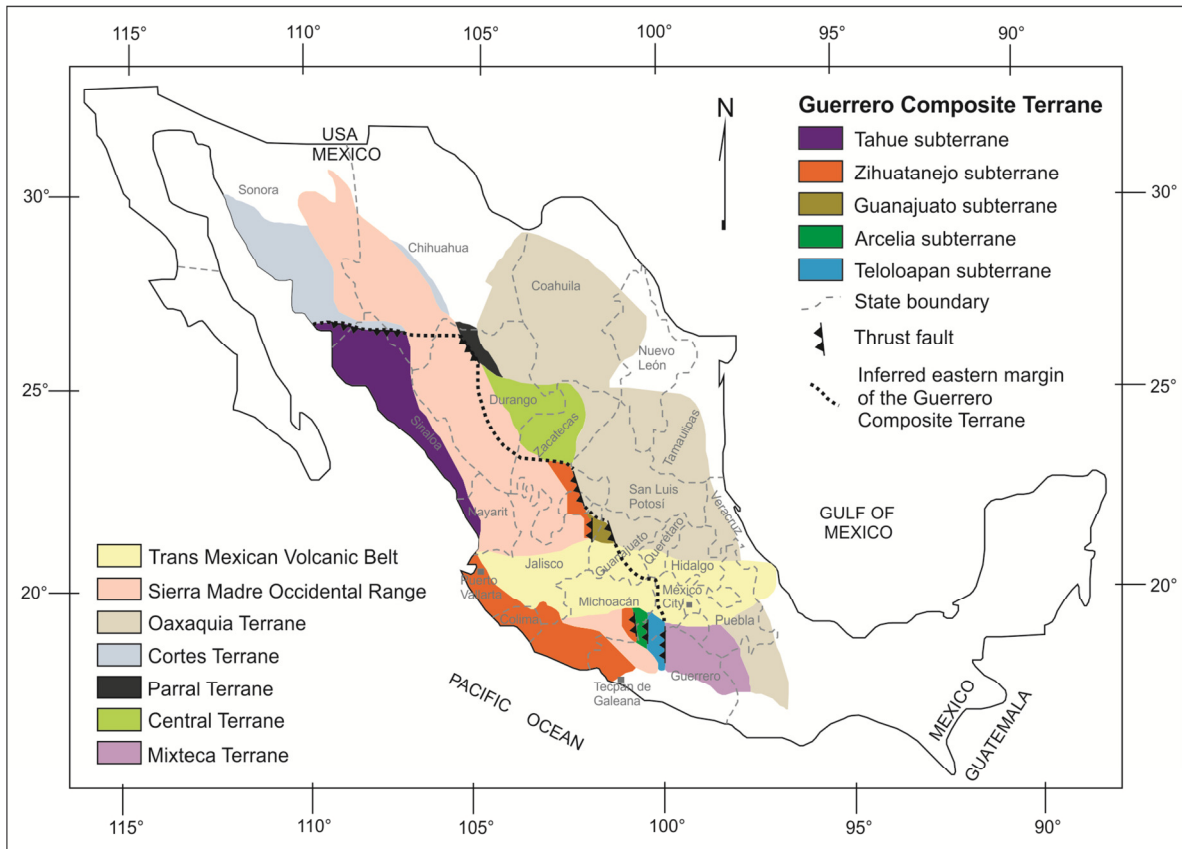 115°
110°
105°
100°
95°
90°
N
Guerrero Composite Terrane
Tahue subterrane
Zihuatanejo subterrane
Guanajuato subterrane
Arcelia subterrane
Teloloapan subterrane
State boundary
Thrust fault
Inferred eastern margin
of the Guerrero
Composite Terrane
USA
MEXICO
30°
30°
Sonora
Chihuahua
Coahuila
Nuevo
León
25°
25°
Durango
Zacatecas
Sinaloa
Tamaulipas
San Luis
Potosí
Nayarit
Veracruz
GULF OF
MEXICO
Guanajuato
Querétaro
Jalisco
Hidalgo
20°
20°
Puerto
Vallarta
México
City
Michoacán
Colima
Puebla
Guerrero
Tecpan de
Galeana
PACIFIC OCEAN
MEXICO
GUATEMALA
Trans Mexican Volcanic Belt
Sierra Madre Occidental Range
Oaxaquia Terrane
Cortes Terrane
Parral Terrane
Central Terrane
Mixteca Terrane
115°
110°
105°
100°
95°
90°